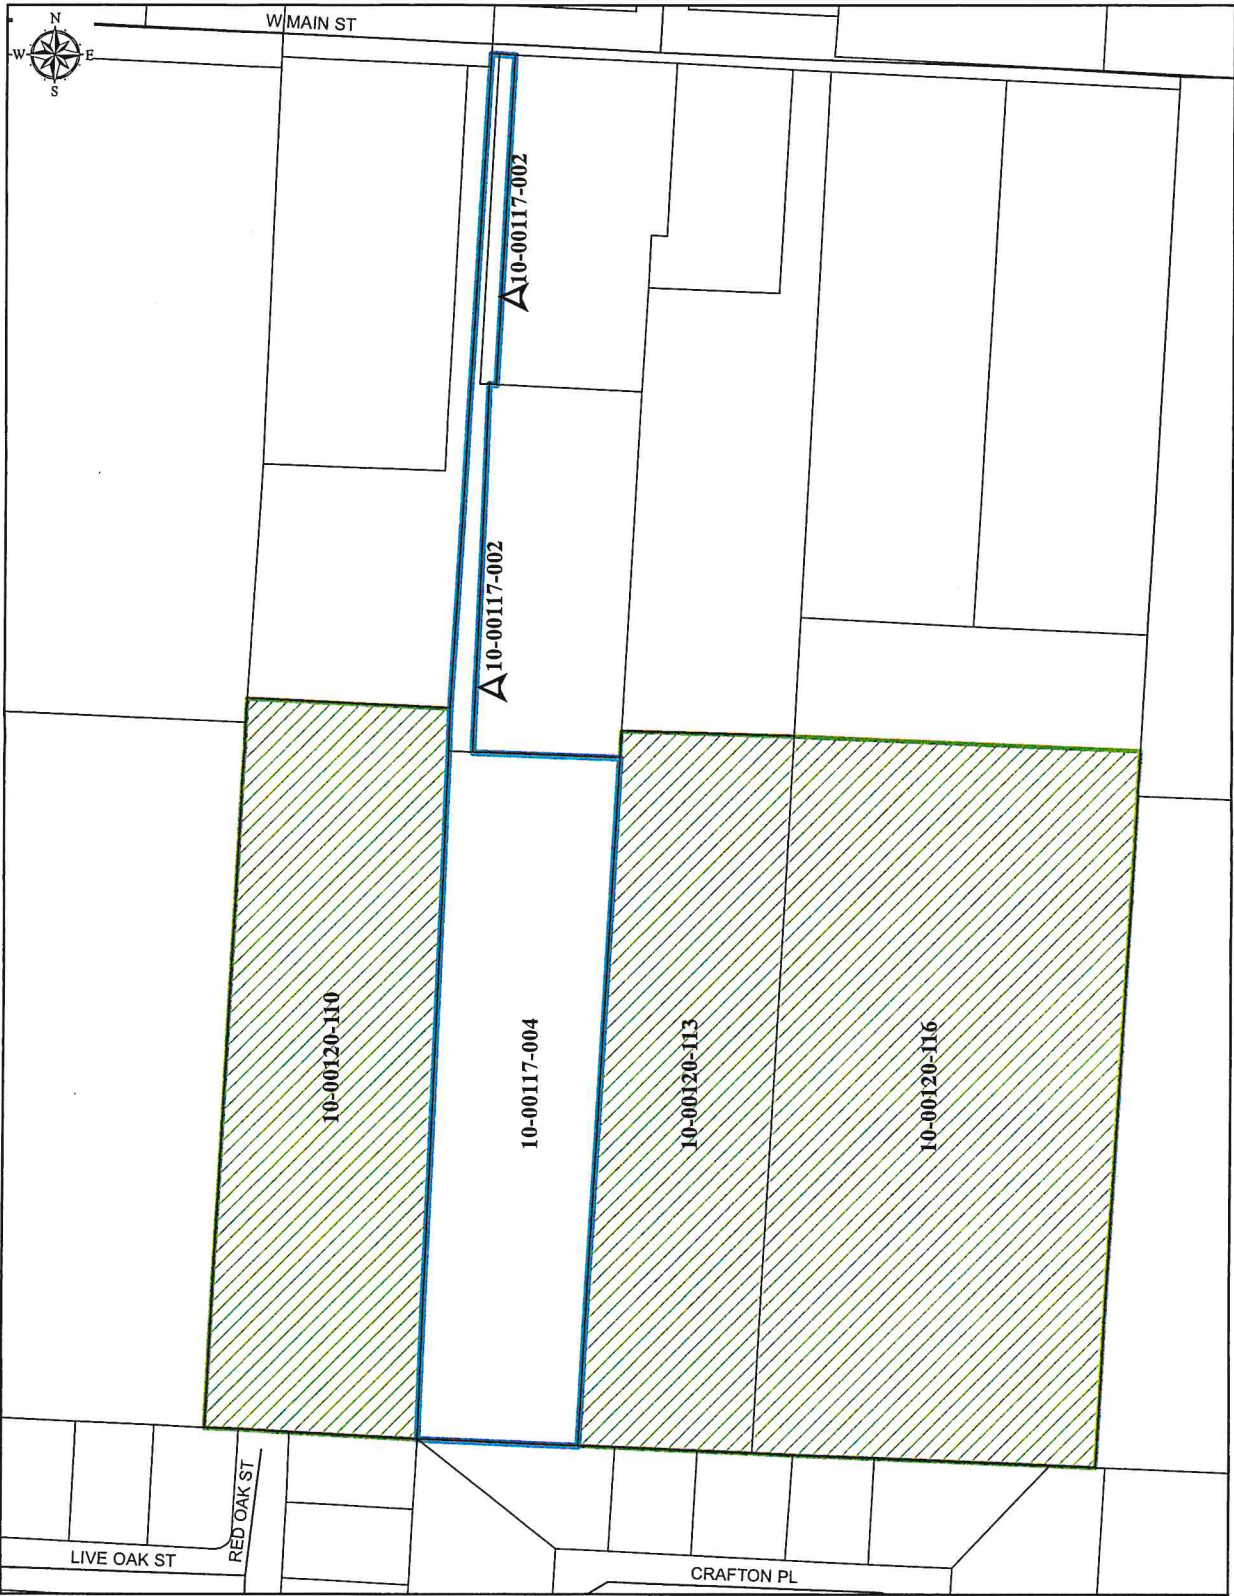 W MAIN ST
N
W
E
S
10-00117-002
10-00117-002
10-00120-110
10-00117-004
10-00120-113
10-00120-116
RED OAK ST
LIVE OAK ST
CRAFTON PL